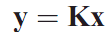 y = Kx